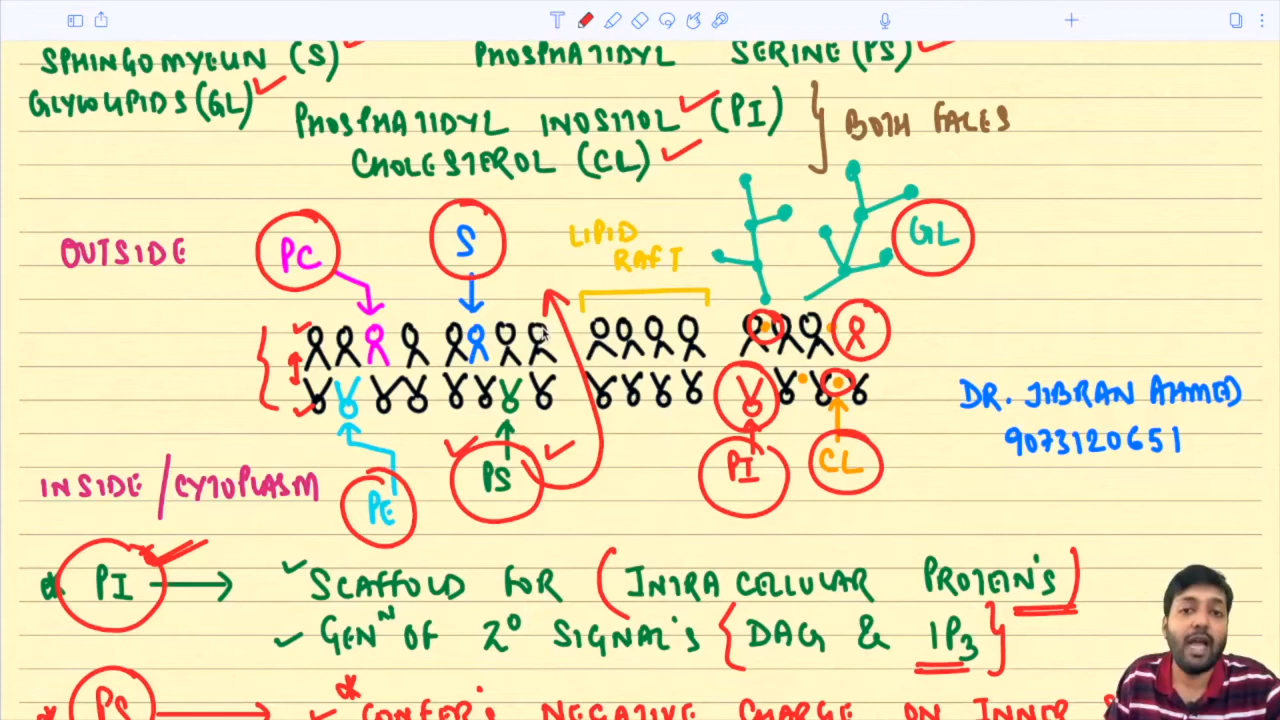 SPHINGOMYELIN (S) PHOSPHATIDYL SERINE (PS)
GLYCOLIPIDS (GL)
PHOSPHATIDYL INOSITOL (PI) } BOTH FACES
CHOLESTEROL (CL)
OUTSIDE PC S LIPID RAFT GL
DR. JIBRAN AHMED
9073120651
INSIDE / CYTOPLASM PE PS PI CL
* PI → SCAFFOLD FOR (INTRA CELLULAR PROTEIN'S)
GENᴺ OF 2° SIGNAL'S {DAG & IP₃}
* PS → * CONFER'S NEGATIVE CHARGE ON INNER